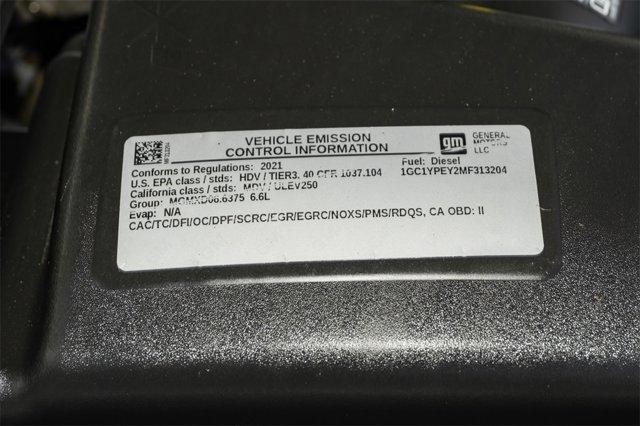 VEHICLE EMISSION
CONTROL INFORMATION
gm GENERAL MOTORS LLC
Conforms to Regulations: 2021
Fuel: Diesel
U.S. EPA class / stds: HDV / TIER3. 40 CFR 1037.104
1GC1YPEY2MF313204
California class / stds: MDV / ULEV250
Group: MGMXD06.6375 6.6L
Evap: N/A
CAC/TC/DFI/OC/DPF/SCRC/EGR/EGRC/NOXS/PMS/RDQS, CA OBD: II